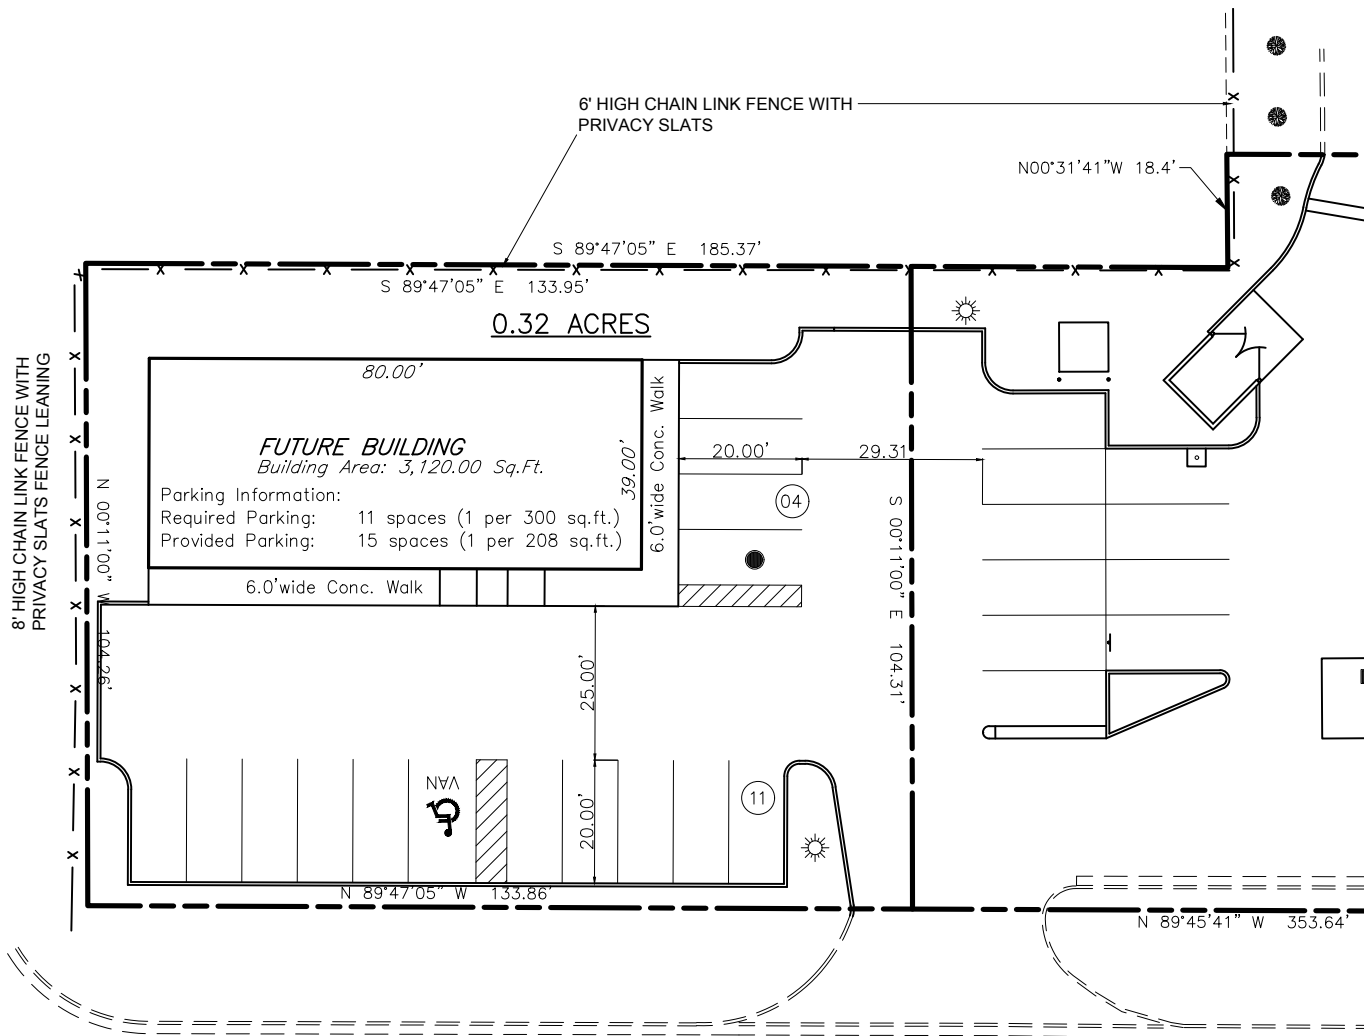 6' HIGH CHAIN LINK FENCE WITH
PRIVACY SLATS
N00°31'41"W 18.4'
S 89°47'05" E 185.37'
S 89°47'05" E 133.95'
0.32 ACRES
8' HIGH CHAIN LINK FENCE WITH
PRIVACY SLATS FENCE LEANING
80.00'
FUTURE BUILDING
Building Area: 3,120.00 Sq.Ft.
39.00'
6.0'wide Conc. Walk
Parking Information:
Required Parking: 11 spaces (1 per 300 sq.ft.)
Provided Parking: 15 spaces (1 per 208 sq.ft.)
20.00'
29.31
04
N 00°11'00" W 104.26'
S 00°11'00" E 104.31'
6.0'wide Conc. Walk
25.00'
VAN
20.00'
11
N 89°47'05" W 133.86'
N 89°45'41" W 353.64'
X X X X X X X X X X X X X X X X X X X X X X X X